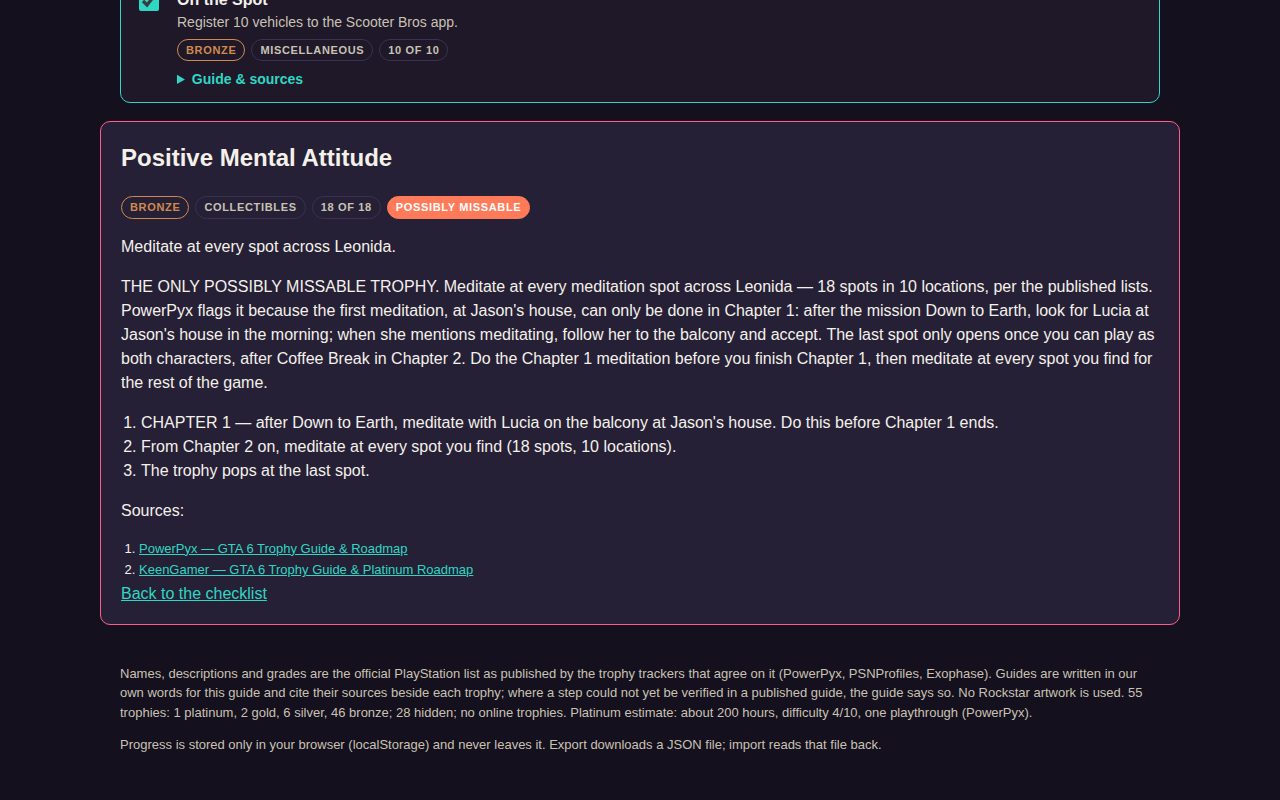 On the Spot
Register 10 vehicles to the Scooter Bros app.
BRONZE MISCELLANEOUS 10 OF 10
Guide & sources
Positive Mental Attitude
BRONZE COLLECTIBLES 18 OF 18 POSSIBLY MISSABLE
Meditate at every spot across Leonida.
THE ONLY POSSIBLY MISSABLE TROPHY. Meditate at every meditation spot across Leonida — 18 spots in 10 locations, per the published lists.
PowerPyx flags it because the first meditation, at Jason's house, can only be done in Chapter 1: after the mission Down to Earth, look for Lucia at
Jason's house in the morning; when she mentions meditating, follow her to the balcony and accept. The last spot only opens once you can play as
both characters, after Coffee Break in Chapter 2. Do the Chapter 1 meditation before you finish Chapter 1, then meditate at every spot you find for
the rest of the game.
1. CHAPTER 1 — after Down to Earth, meditate with Lucia on the balcony at Jason's house. Do this before Chapter 1 ends.
2. From Chapter 2 on, meditate at every spot you find (18 spots, 10 locations).
3. The trophy pops at the last spot.
Sources:
1. PowerPyx — GTA 6 Trophy Guide & Roadmap
2. KeenGamer — GTA 6 Trophy Guide & Platinum Roadmap
Back to the checklist
Names, descriptions and grades are the official PlayStation list as published by the trophy trackers that agree on it (PowerPyx, PSNProfiles, Exophase). Guides are written in our
own words for this guide and cite their sources beside each trophy; where a step could not yet be verified in a published guide, the guide says so. No Rockstar artwork is used. 55
trophies: 1 platinum, 2 gold, 6 silver, 46 bronze; 28 hidden; no online trophies. Platinum estimate: about 200 hours, difficulty 4/10, one playthrough (PowerPyx).
Progress is stored only in your browser (localStorage) and never leaves it. Export downloads a JSON file; import reads that file back.